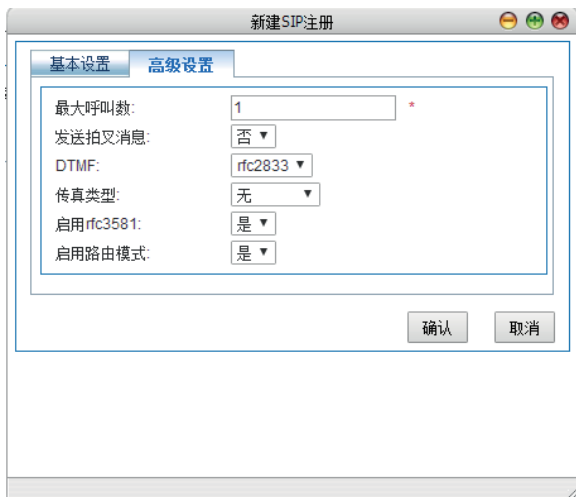 新建SIP注册
基本设置 高级设置
最大呼叫数: 1 *
发送拍叉消息: 否
DTMF: rfc2833
传真类型: 无
启用rfc3581: 是
启用路由模式: 是
确认 取消